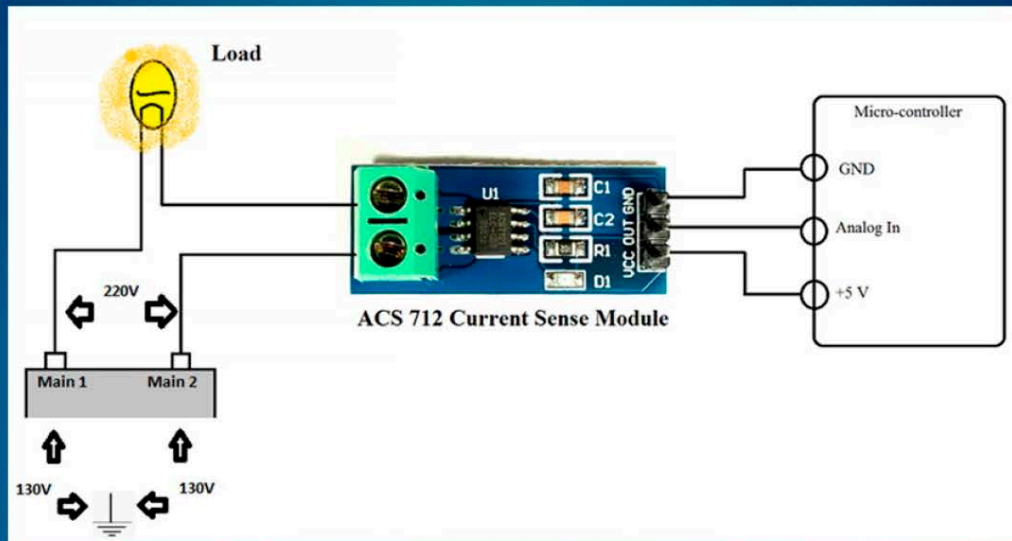 Load
Micro-controller
GND
Analog In
+5 V
U1
C1
C2
R1
D1
GND
OUT
VCC
ACS 712 Current Sense Module
220V
Main 1
Main 2
130V
130V